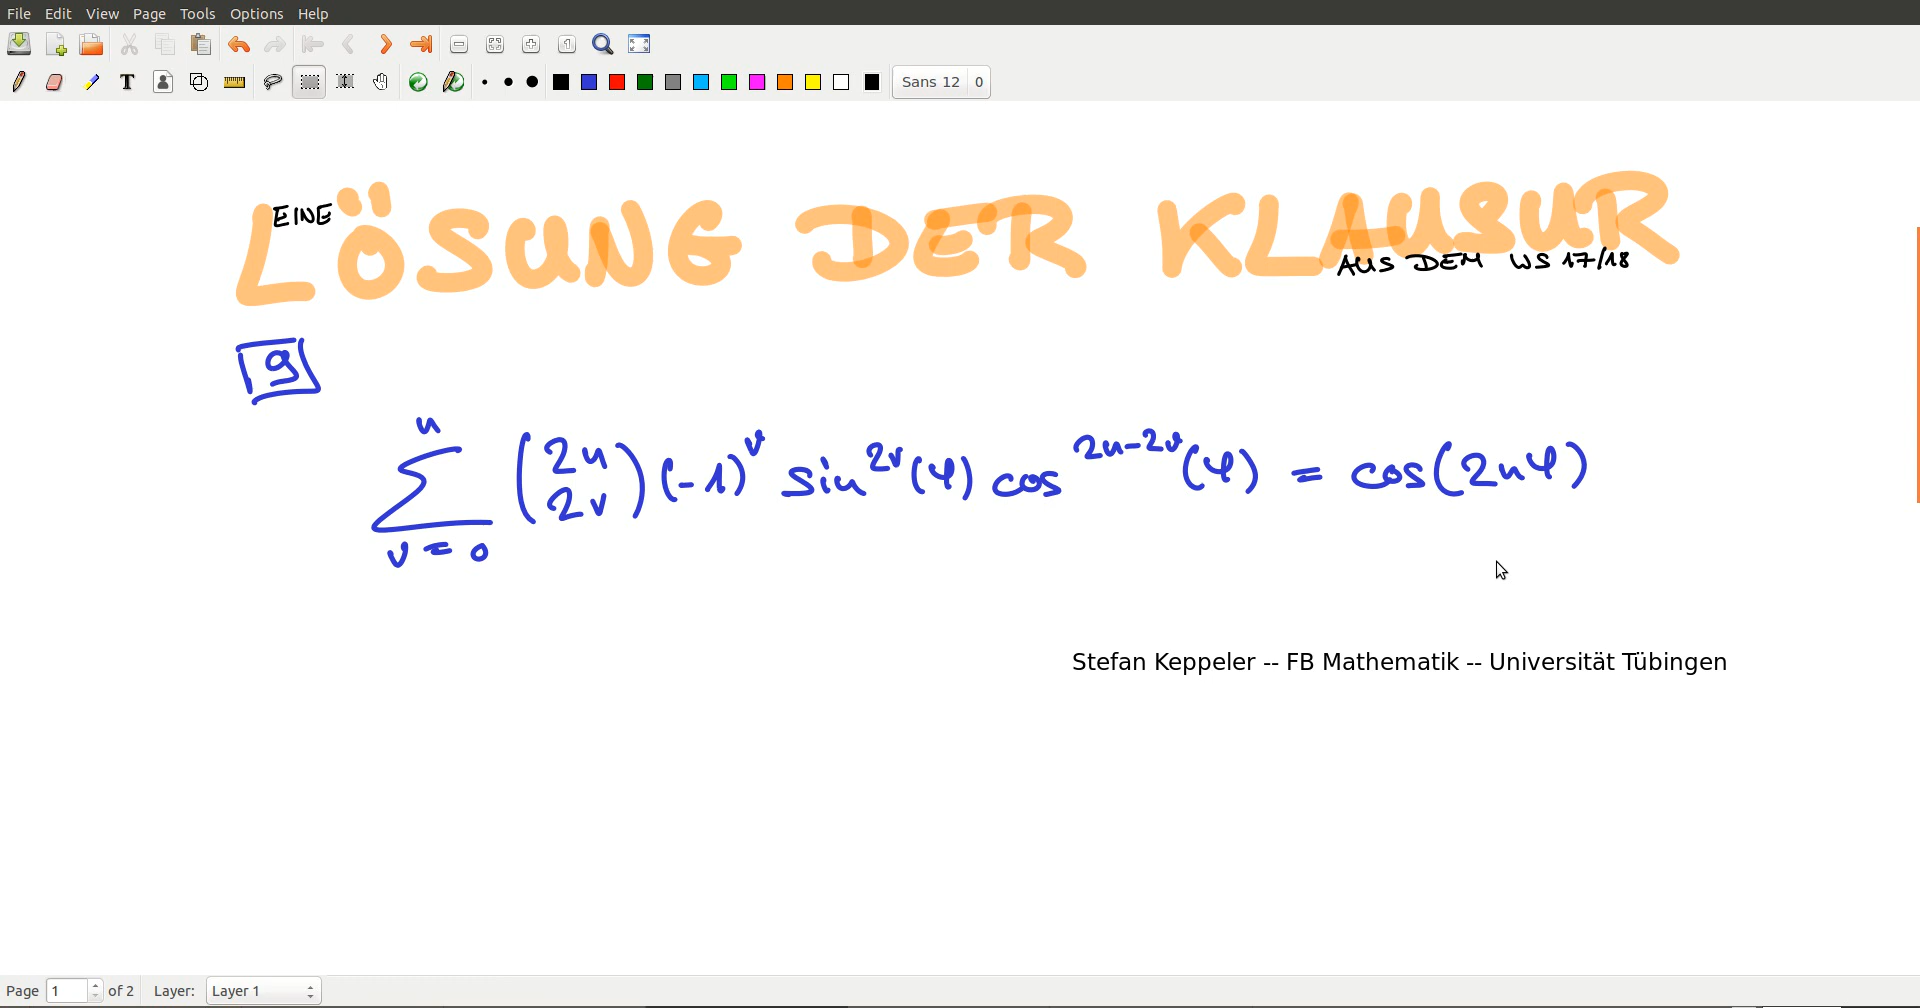 File Edit View Page Tools Options Help
Sans 12 0
EINE
LÖSUNG DER KLAUSUR
AUS DEM WS 17/18
9
n
∑ (2n 2ν) (-1)^ν sin^2ν(φ) cos^2n-2ν(φ) = cos(2nφ)
ν = 0
Stefan Keppeler -- FB Mathematik -- Universität Tübingen
Page 1 of 2 Layer: Layer 1